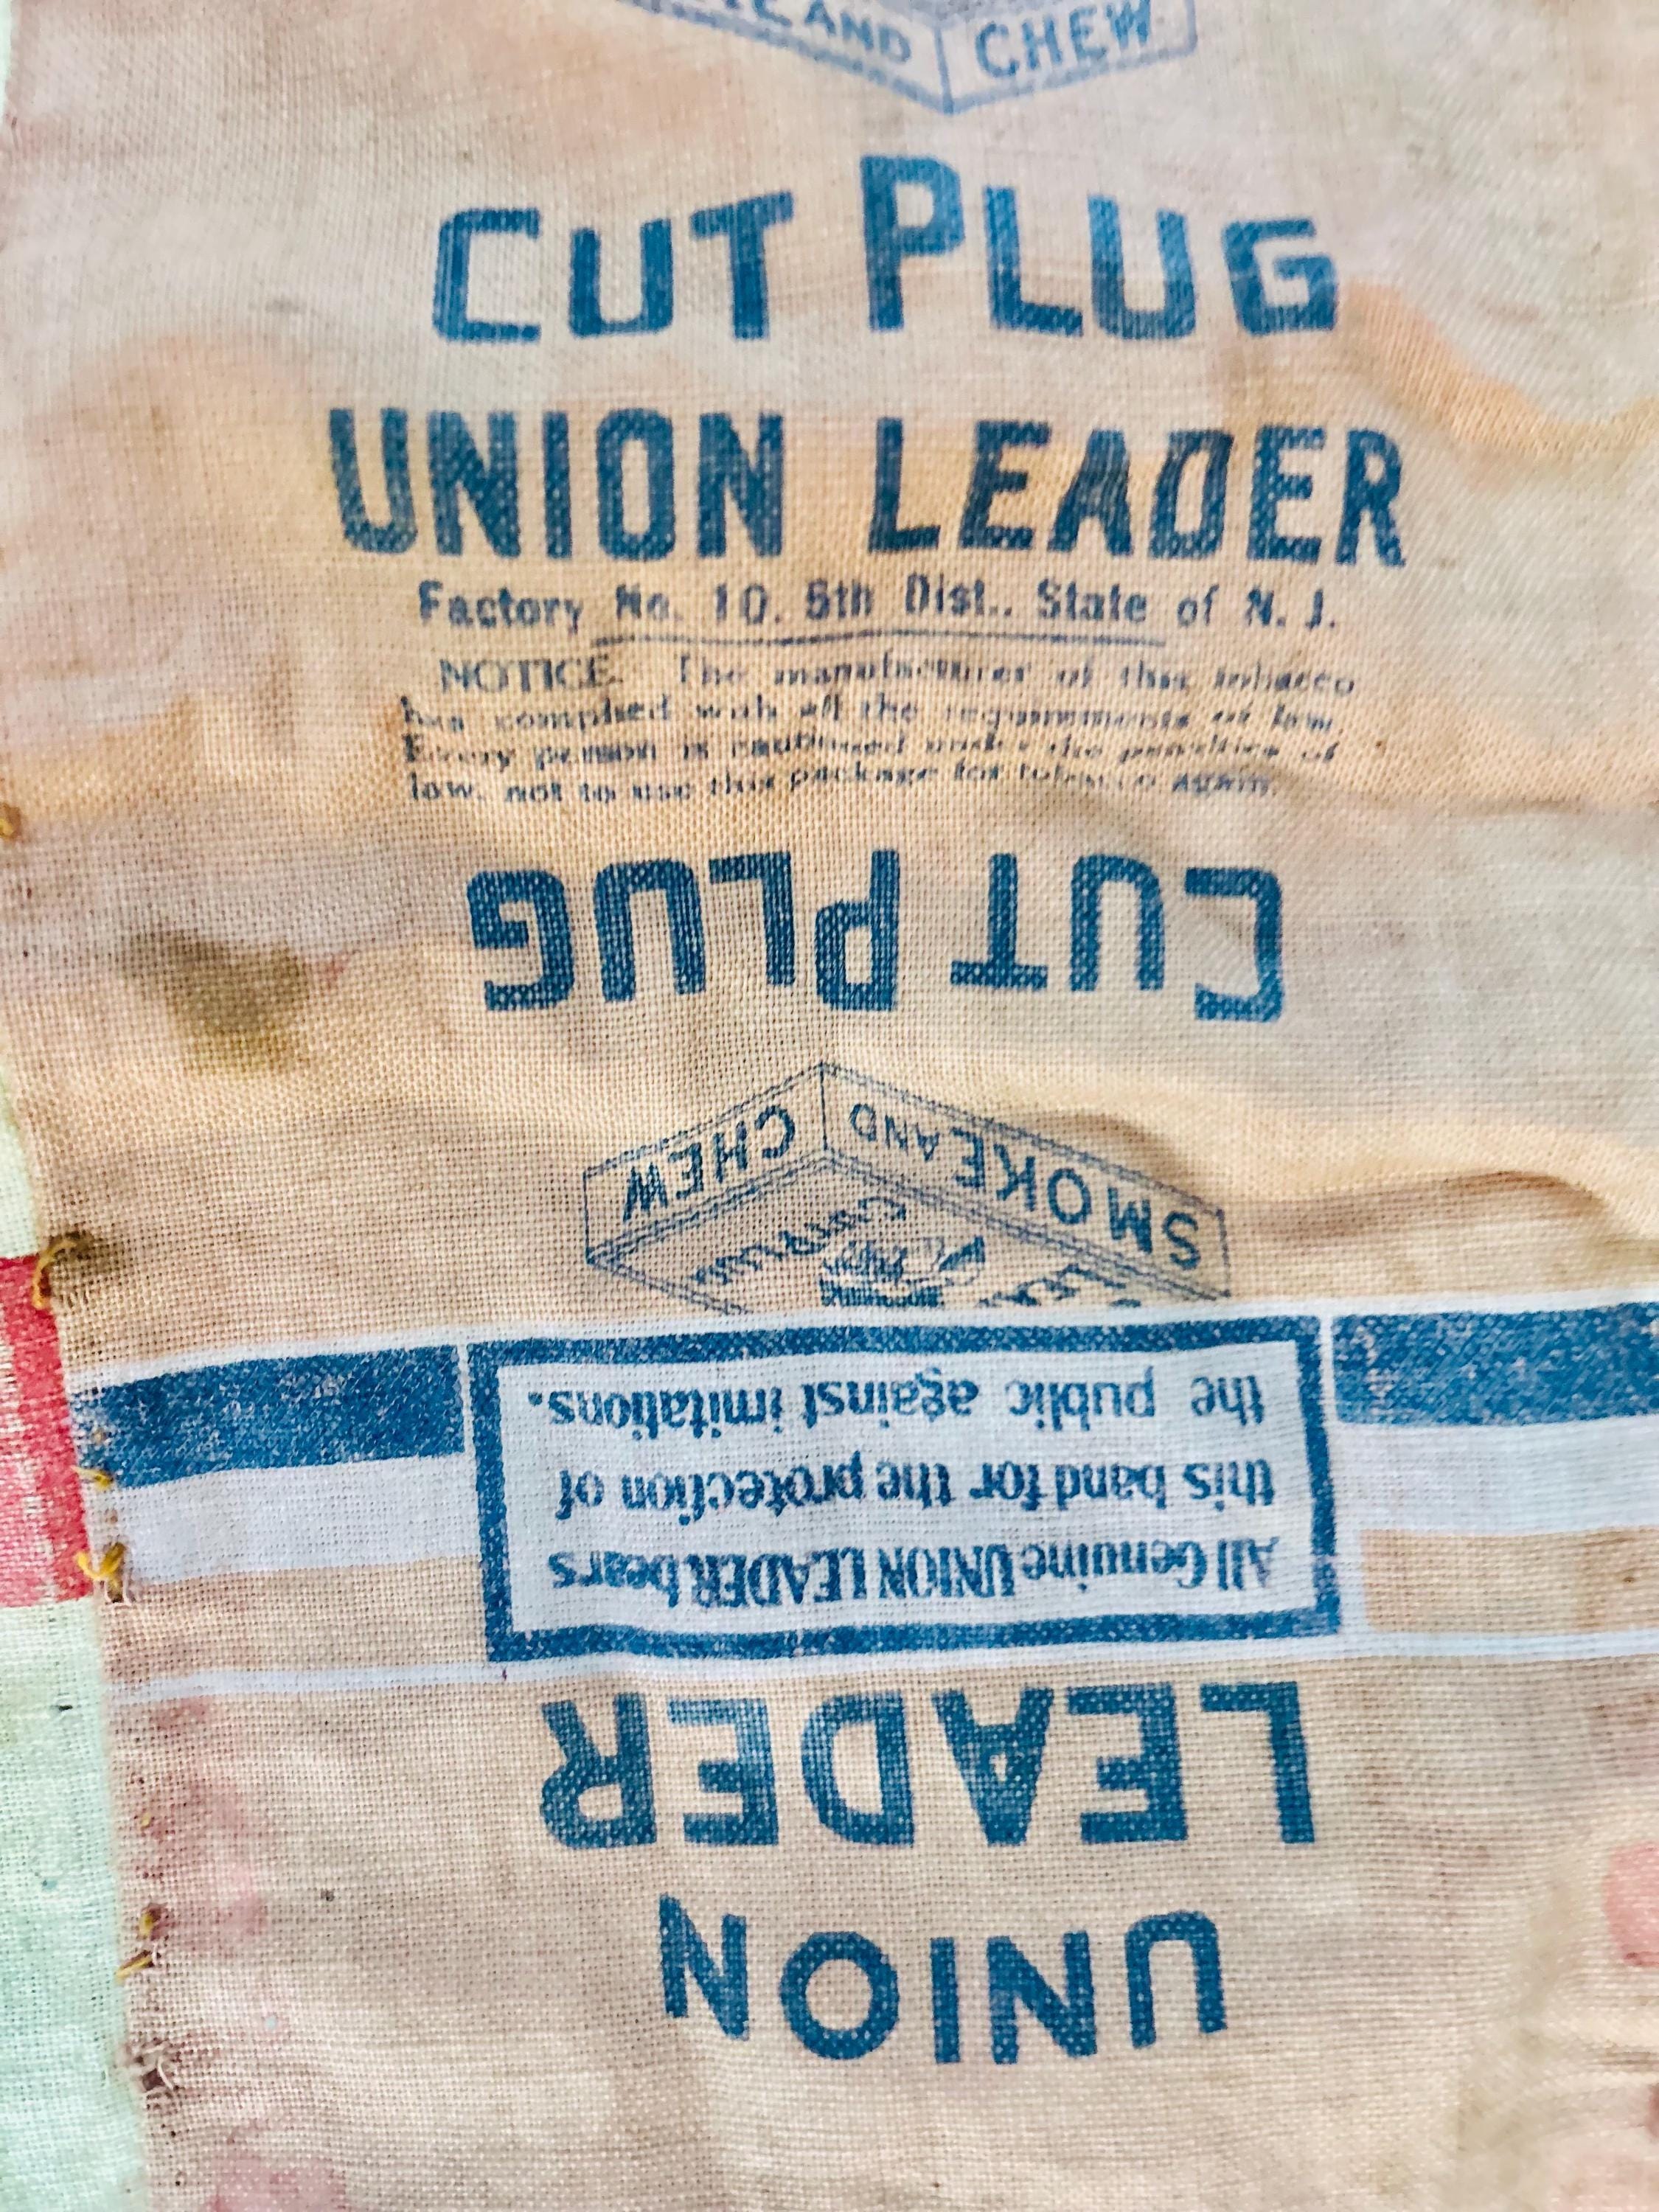 AND CHEW
CUT PLUG
UNION LEADER
Factory No. 10. 5th Dist., State of N. J.
NOTICE. The manufacturer of this tobacco
has complied with all the requirements of law.
Every person is cautioned under the penalties of
law, not to use this package for tobacco again.
UNION
LEADER
All Genuine UNION LEADER bears
this band for the protection of
the public against imitations.
CUT PLUG
SMOKE AND CHEW
CUT PLUG